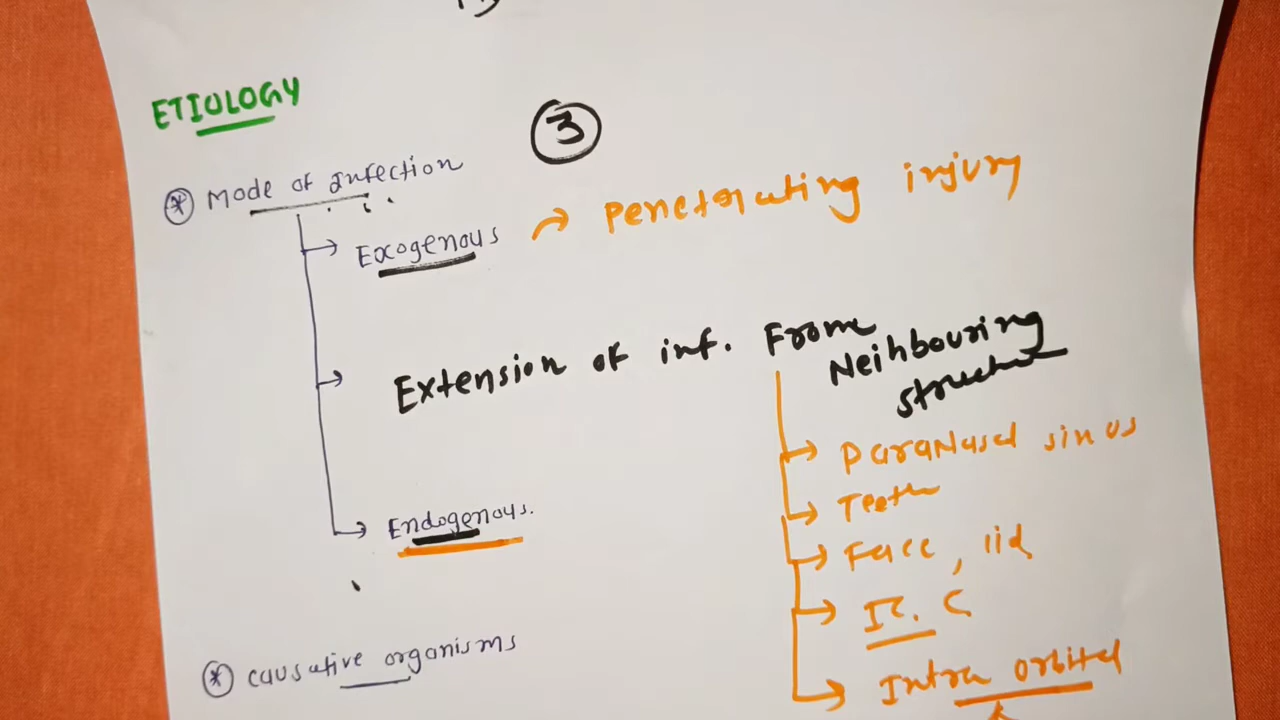 ETIOLOGY
3
* Mode of Infection
Exogenous → Penetrating injury
Extension of inf. From
Neihbouring
structure
Paranasal sinus
Teeth
Face, lid
Endogenous.
Intra orbital
* Causative organisms